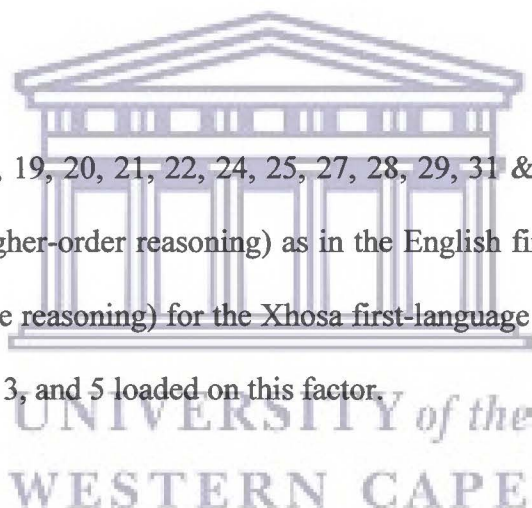 , 19, 20, 21, 22, 24, 25, 27, 28, 29, 31 &
gher-order reasoning) as in the English fi
e reasoning) for the Xhosa first-language
3, and 5 loaded on this factor.
UNIVERSITY of the
WESTERN CAPE